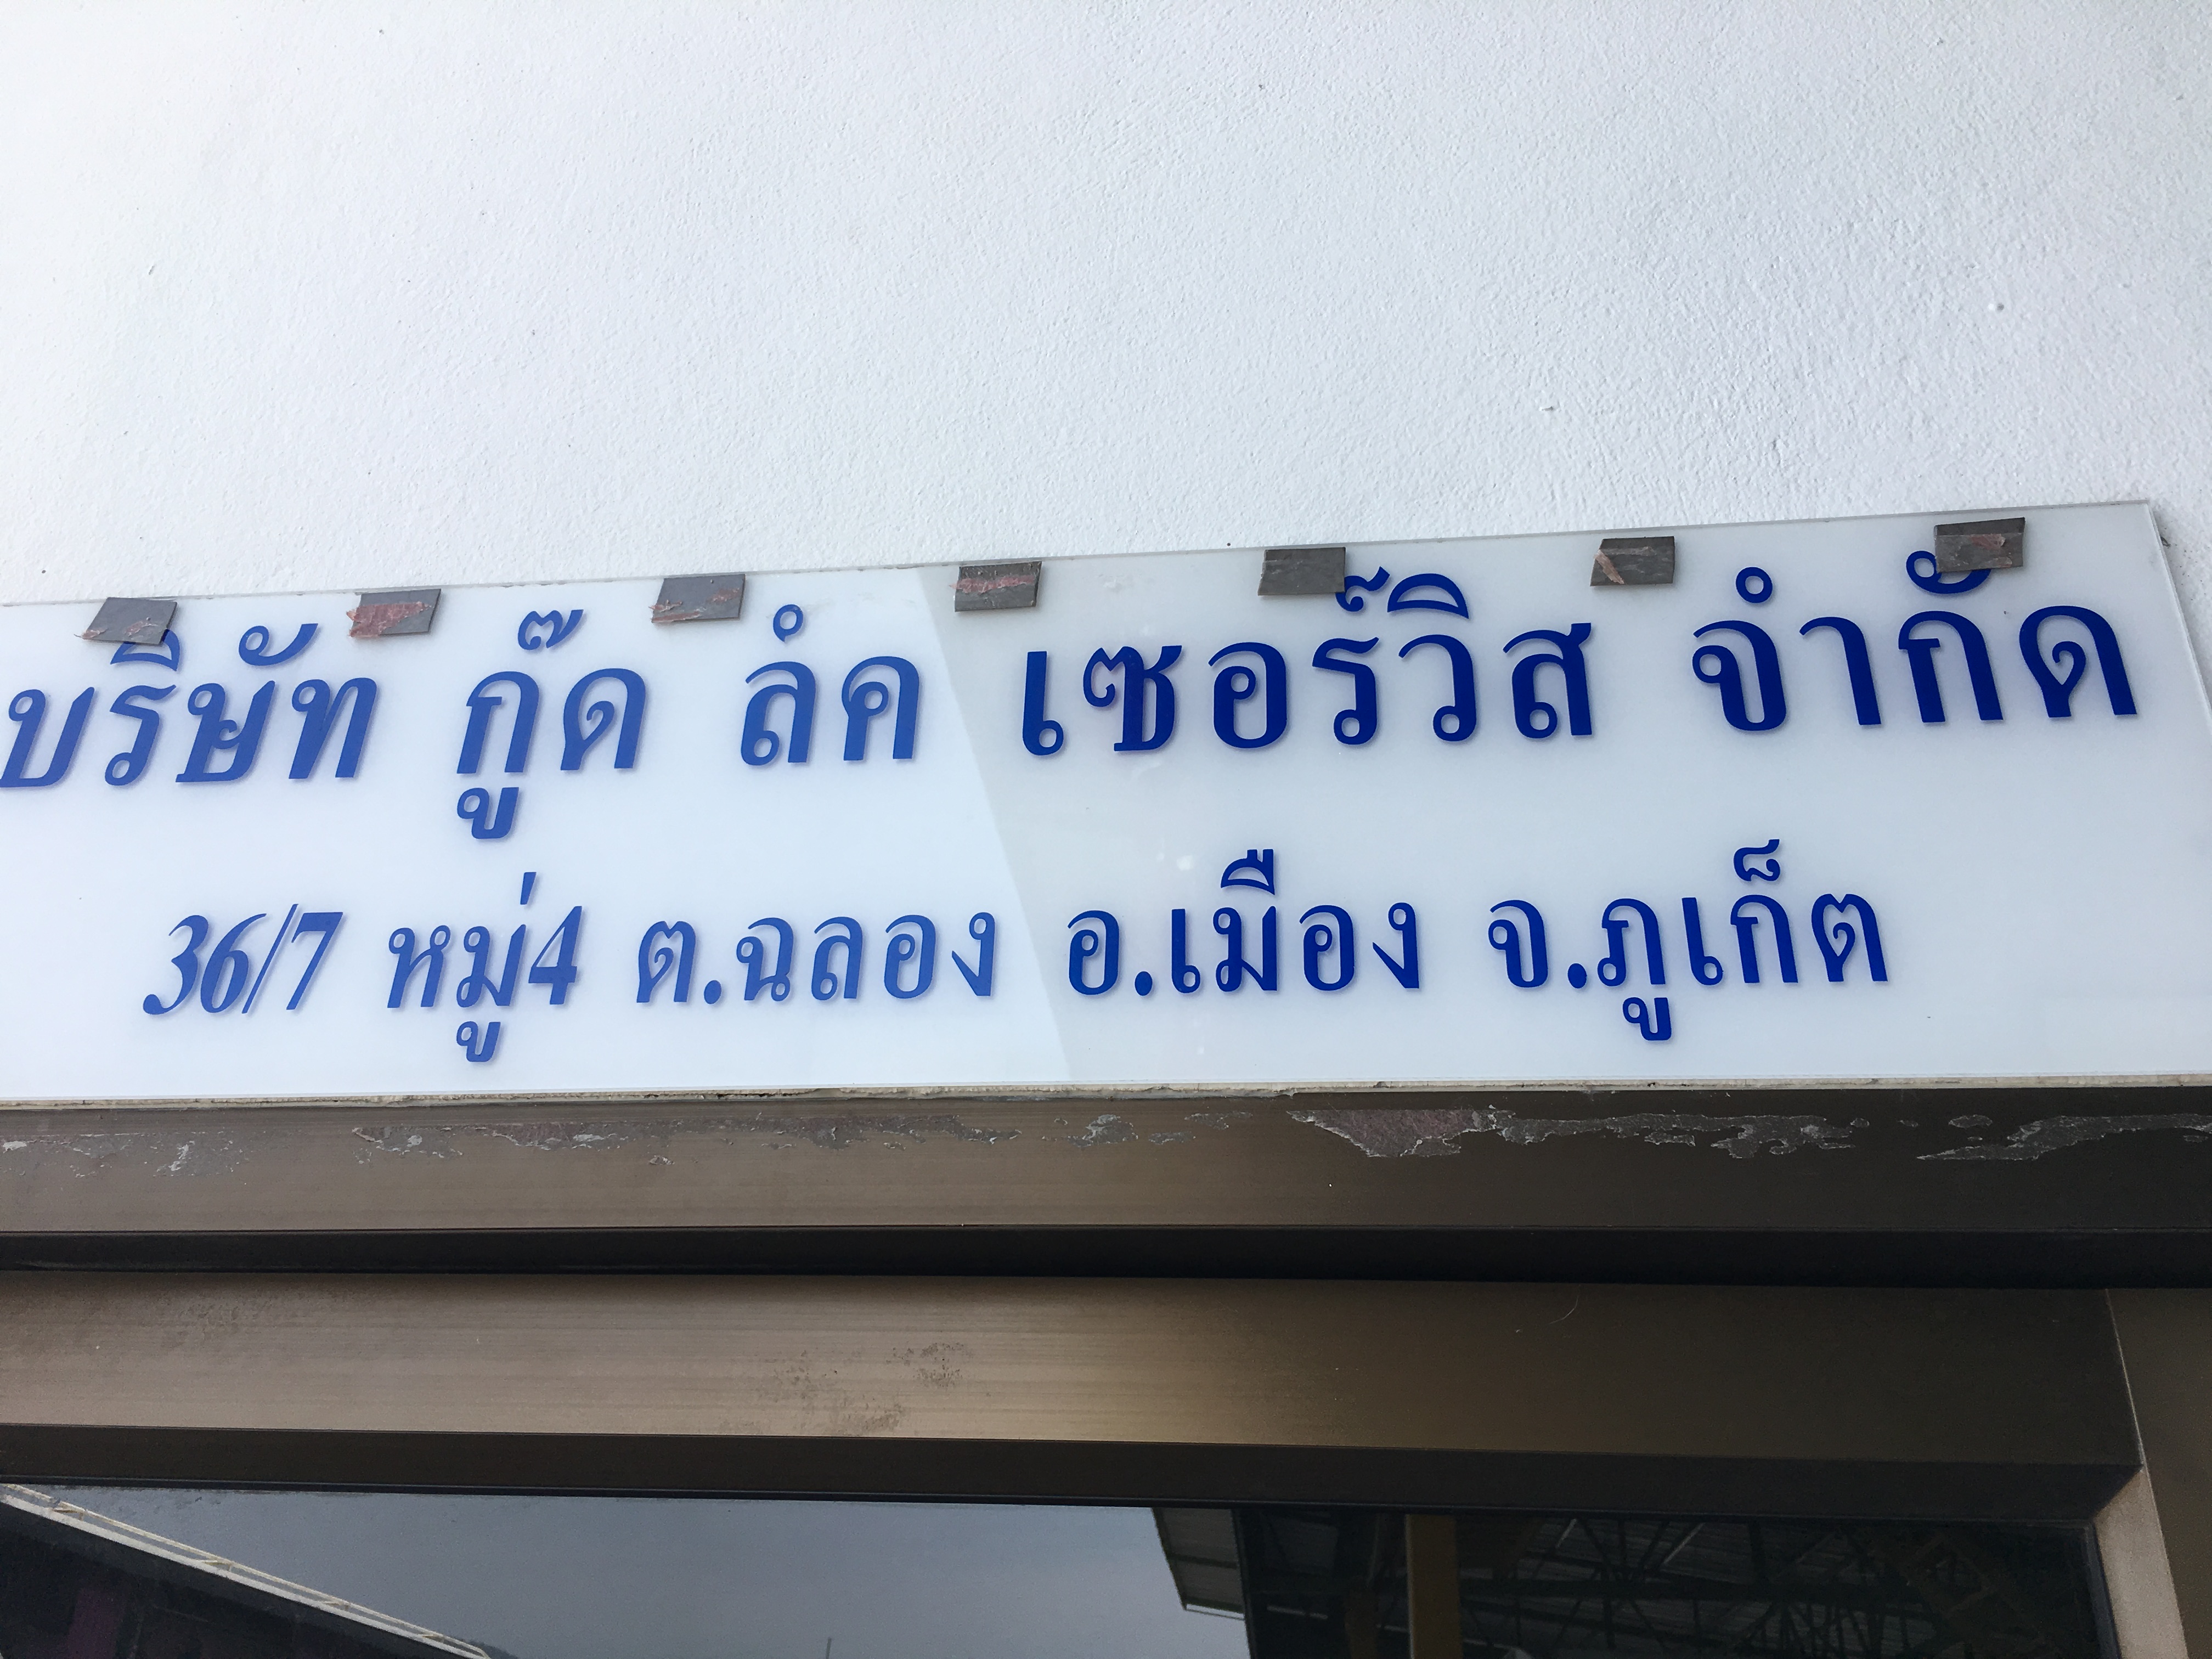 บริษัท กู๊ด ลํค เซอร์วิส จำกัด
36/7 หมู่4 ต.ฉลอง อ.เมือง จ.ภูเก็ต